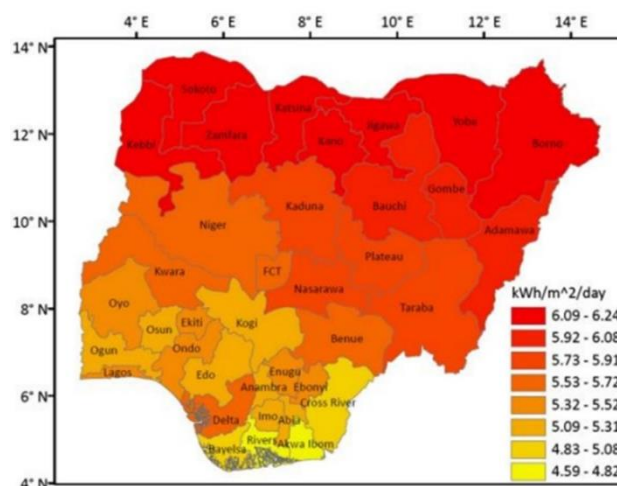 4° E 6° E 8° E 10° E 12° E 14° E
14° N
12° N
10° N
8° N
6° N
4° N
Sokoto
Katsina
Jigawa
Yobe
Borno
Zamfara
Kano
Kebbi
Gombe
Bauchi
Kaduna
Niger
Adamawa
Plateau
FCT
Kwara
Nasarawa
Taraba
Oyo
Ekiti
Kogi
Osun
Benue
Ogun
Ondo
Lagos
Edo
Enugu
Anambra
Ebonyi
Cross River
Delta
Imo
Abia
Rivers
Akwa Ibom
Bayelsa
kWh/m^2/day
6.09 - 6.24
5.92 - 6.08
5.73 - 5.91
5.53 - 5.72
5.32 - 5.52
5.09 - 5.31
4.83 - 5.08
4.59 - 4.82